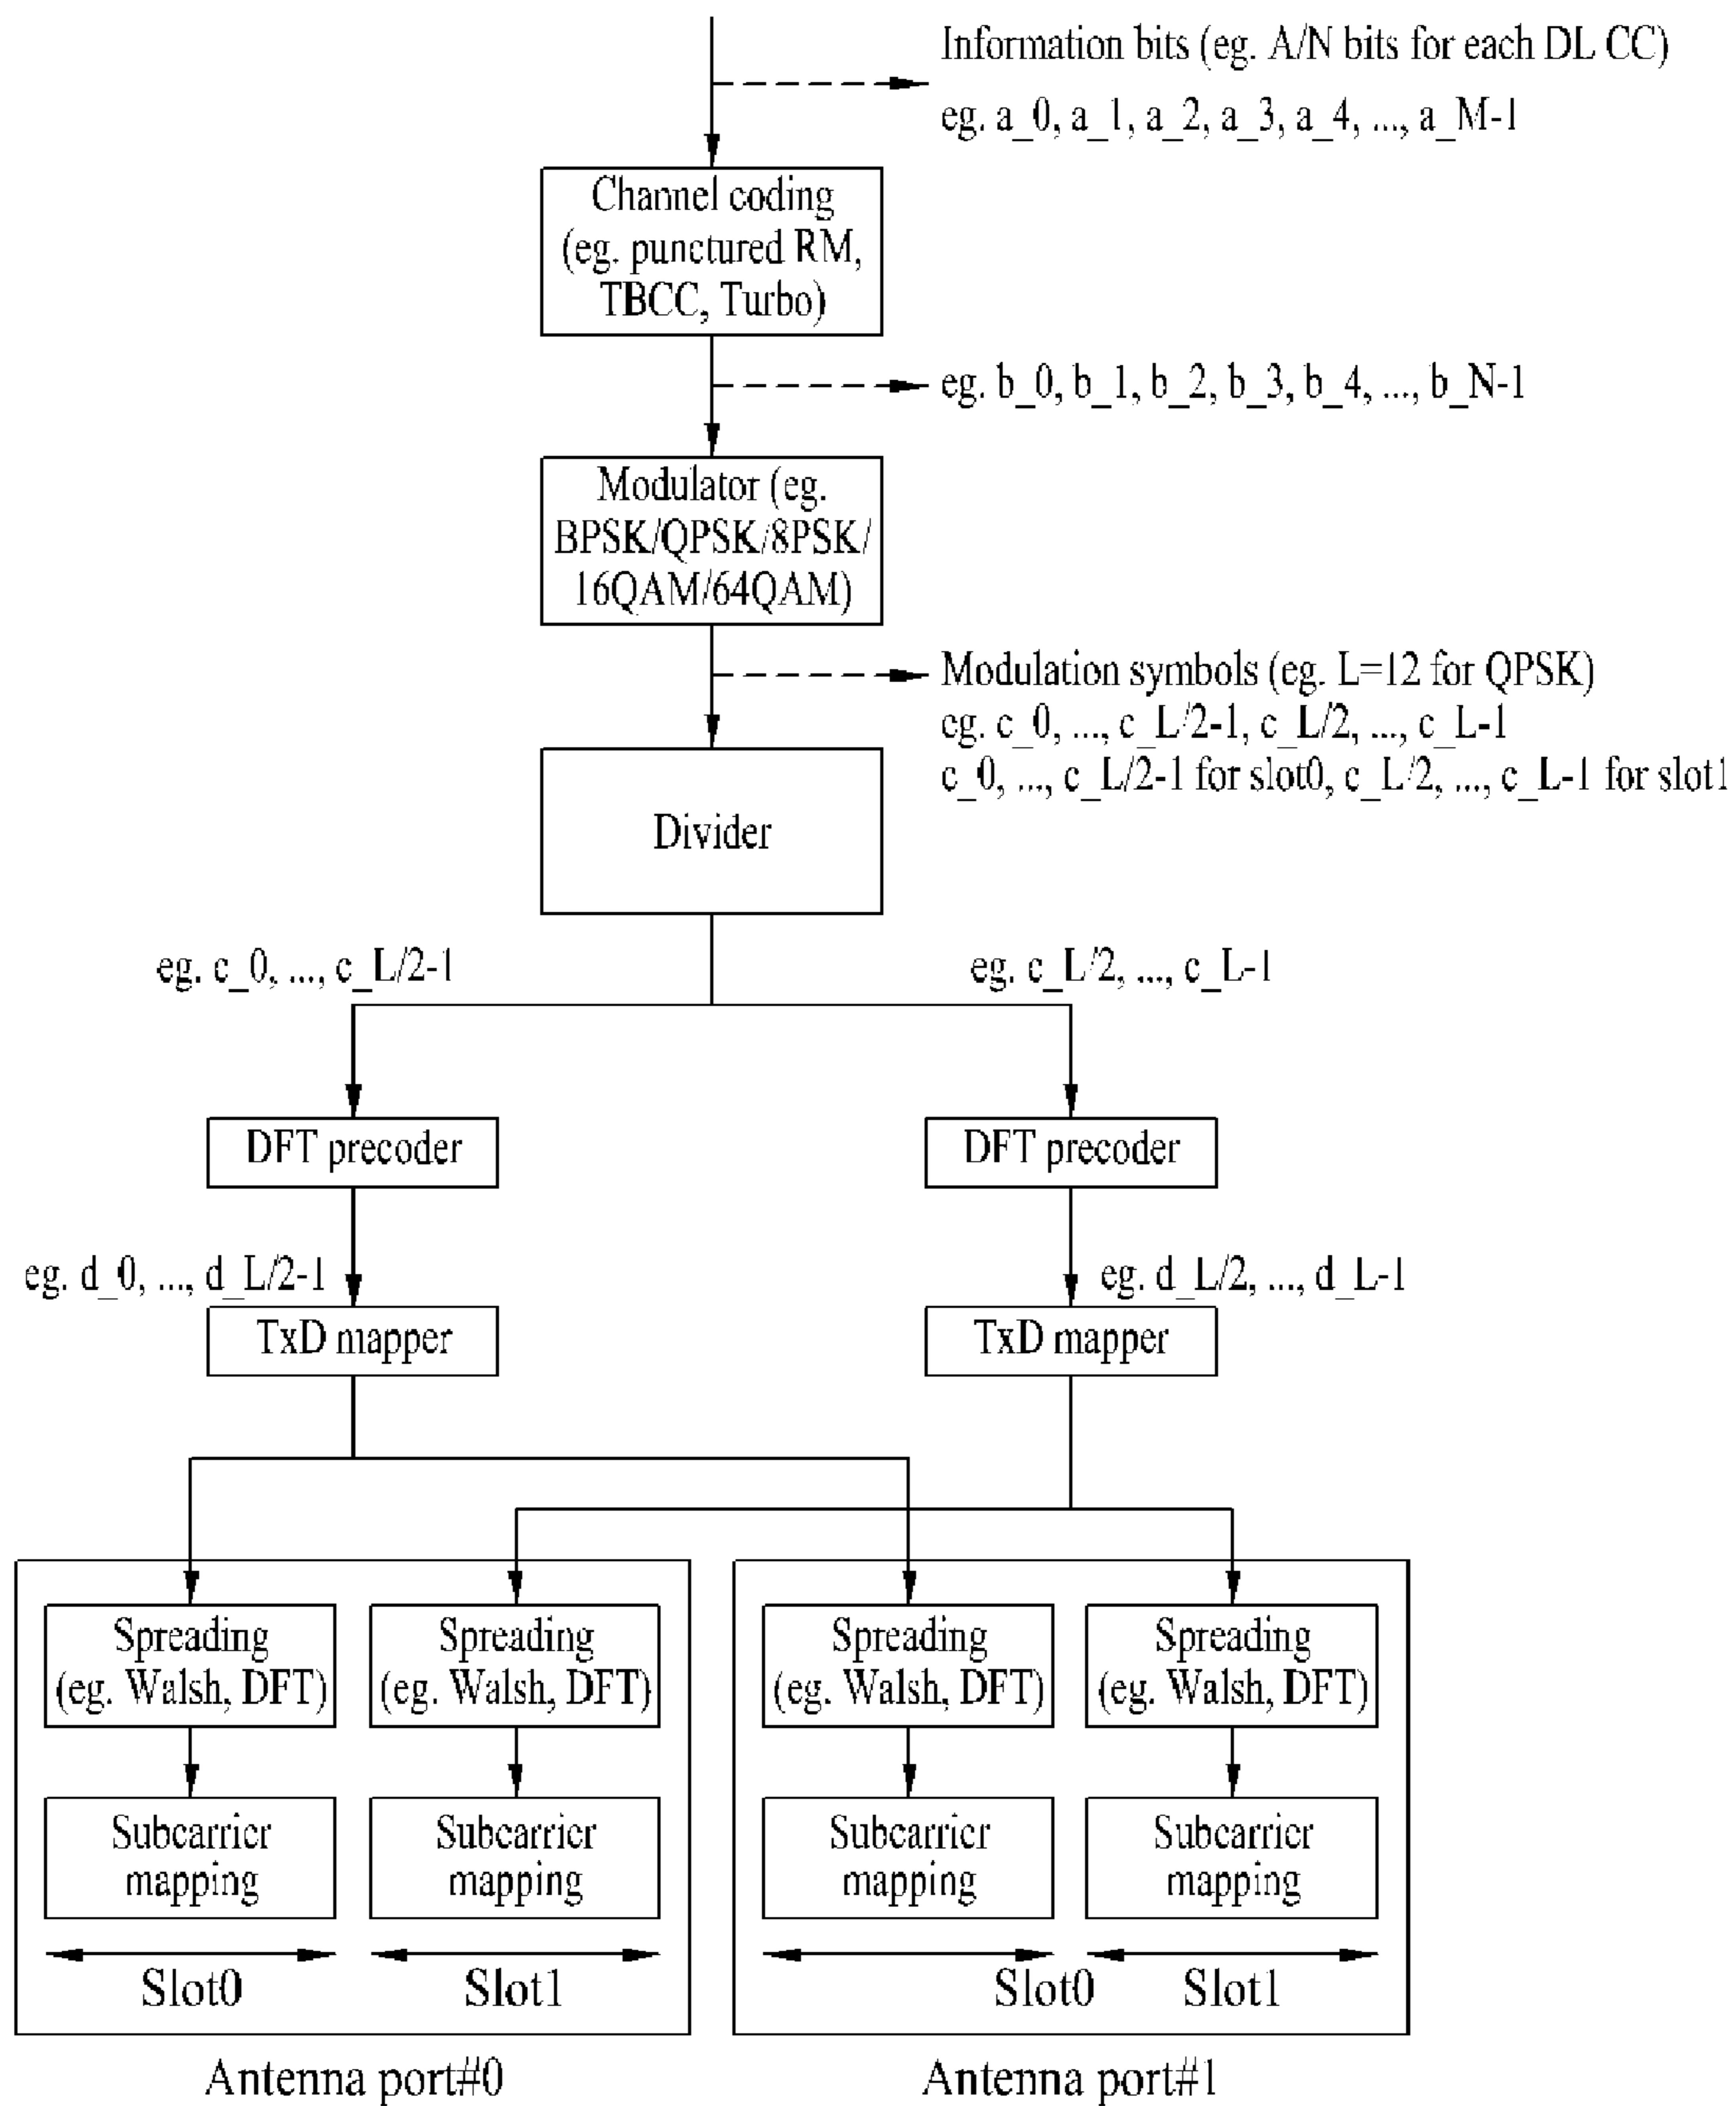 Information bits (eg. A/N bits for each DL CC)
eg. a_0, a_1, a_2, a_3, a_4, ..., a_M-1
Channel coding
(eg. punctured RM,
TBCC, Turbo)
eg. b_0, b_1, b_2, b_3, b_4, ..., b_N-1
Modulator (eg.
BPSK/QPSK/8PSK/
16QAM/64QAM)
Modulation symbols (eg. L=12 for QPSK)
eg. c_0, ..., c_L/2-1, c_L/2, ..., c_L-1
c_0, ..., c_L/2-1 for slot0, c_L/2, ..., c_L-1 for slot1
Divider
eg. c_0, ..., c_L/2-1
eg. c_L/2, ..., c_L-1
DFT precoder
DFT precoder
eg. d_0, ..., d_L/2-1
eg. d_L/2, ..., d_L-1
TxD mapper
TxD mapper
Spreading
(eg. Walsh, DFT)
Spreading
(eg. Walsh, DFT)
Spreading
(eg. Walsh, DFT)
Spreading
(eg. Walsh, DFT)
Subcarrier
mapping
Subcarrier
mapping
Subcarrier
mapping
Subcarrier
mapping
Slot0
Slot1
Slot0
Slot1
Antenna port#0
Antenna port#1